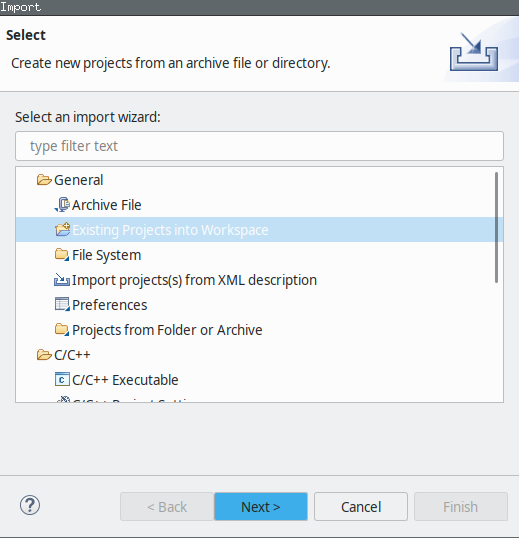 Import
Select
Create new projects from an archive file or directory.
Select an import wizard:
type filter text
General
Archive File
Existing Projects into Workspace
File System
Import projects(s) from XML description
Preferences
Projects from Folder or Archive
C/C++
C/C++ Executable
C/C++ Project
< Back
Next >
Cancel
Finish